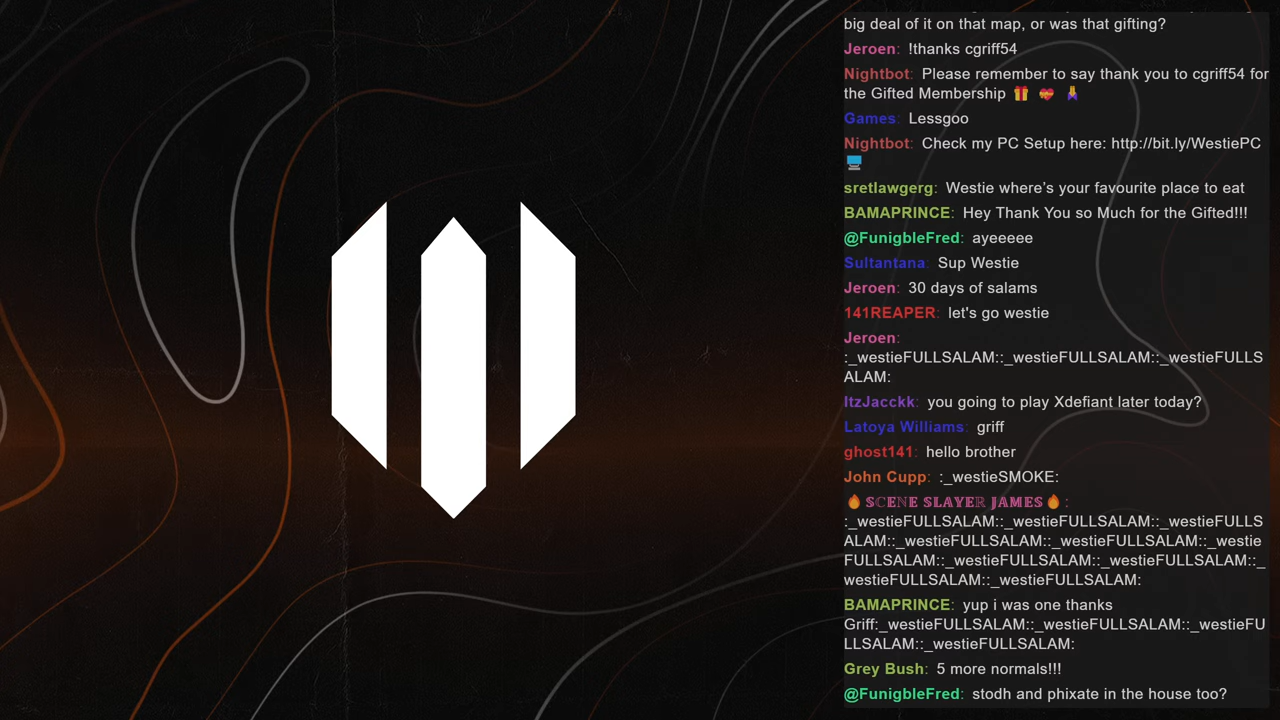 big deal of it on that map, or was that gifting?
Jeroen: !thanks cgriff54
Nightbot: Please remember to say thank you to cgriff54 for
the Gifted Membership 🎁 💝 🙏
Games: Lessgoo
Nightbot: Check my PC Setup here: http://bit.ly/WestiePC
🖥️
sretlawgerg: Westie where's your favourite place to eat
BAMAPRINCE: Hey Thank You so Much for the Gifted!!!
@FunigbleFred: ayeeeee
Sultantana: Sup Westie
Jeroen: 30 days of salams
141REAPER: let's go westie
Jeroen:
:_westieFULLSALAM::_westieFULLSALAM::_westieFULLS
ALAM:
ItzJacckk: you going to play Xdefiant later today?
Latoya Williams: griff
ghost141: hello brother
John Cupp: :_westieSMOKE:
🔥 𝕊ℂ𝔼ℕ𝔼 𝕊𝕃𝔸𝕐𝔼ℝ 𝕁𝔸𝕄𝔼𝕊🔥:
:_westieFULLSALAM::_westieFULLSALAM::_westieFULLS
ALAM::_westieFULLSALAM::_westieFULLSALAM::_westie
FULLSALAM::_westieFULLSALAM::_westieFULLSALAM::_
westieFULLSALAM::_westieFULLSALAM:
BAMAPRINCE: yup i was one thanks
Griff:_westieFULLSALAM::_westieFULLSALAM::_westieFU
LLSALAM::_westieFULLSALAM:
Grey Bush: 5 more normals!!!
@FunigbleFred: stodh and phixate in the house too?